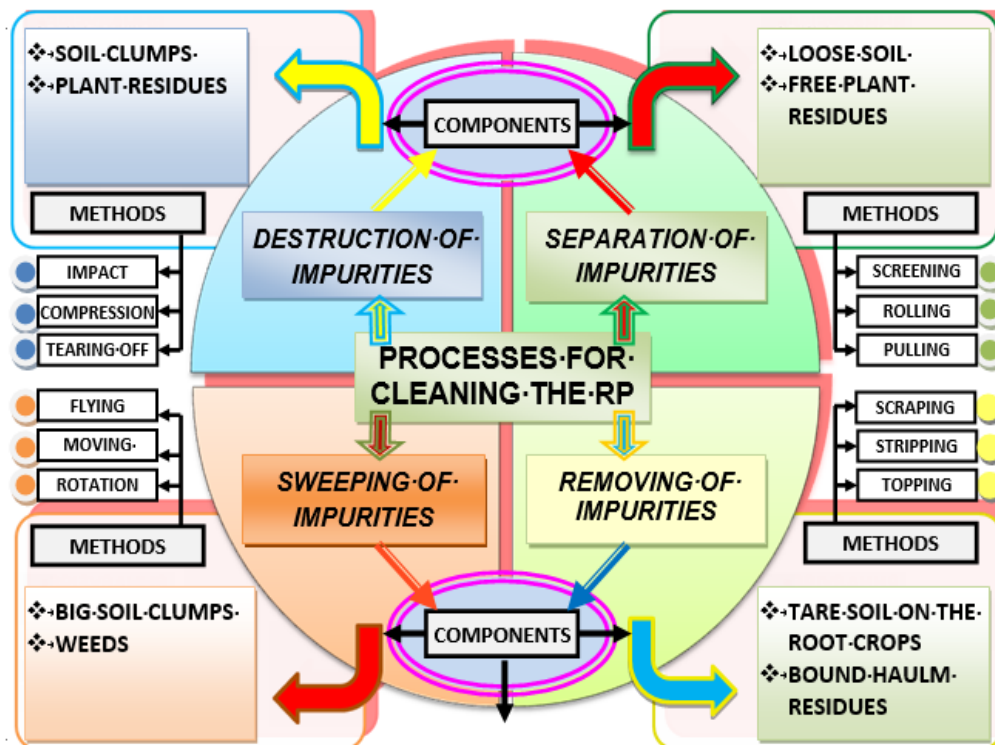 ❖→SOIL·CLUMPS·
❖→PLANT·RESIDUES
METHODS
IMPACT
COMPRESSION
TEARING·OFF
COMPONENTS
DESTRUCTION·OF·
IMPURITIES
SEPARATION·OF·
IMPURITIES
❖→LOOSE·SOIL·
❖→FREE·PLANT·
RESIDUES
METHODS
SCREENING
ROLLING
PULLING
PROCESSES·FOR·
CLEANING·THE·RP
FLYING
MOVING·
ROTATION
METHODS
❖→BIG·SOIL·CLUMPS·
❖→WEEDS
SWEEPING·OF·
IMPURITIES
REMOVING·OF·
IMPURITIES
COMPONENTS
SCRAPING
STRIPPING
TOPPING
METHODS
❖→TARE·SOIL·ON·THE·
ROOT·CROPS
❖→BOUND·HAULM·
RESIDUES